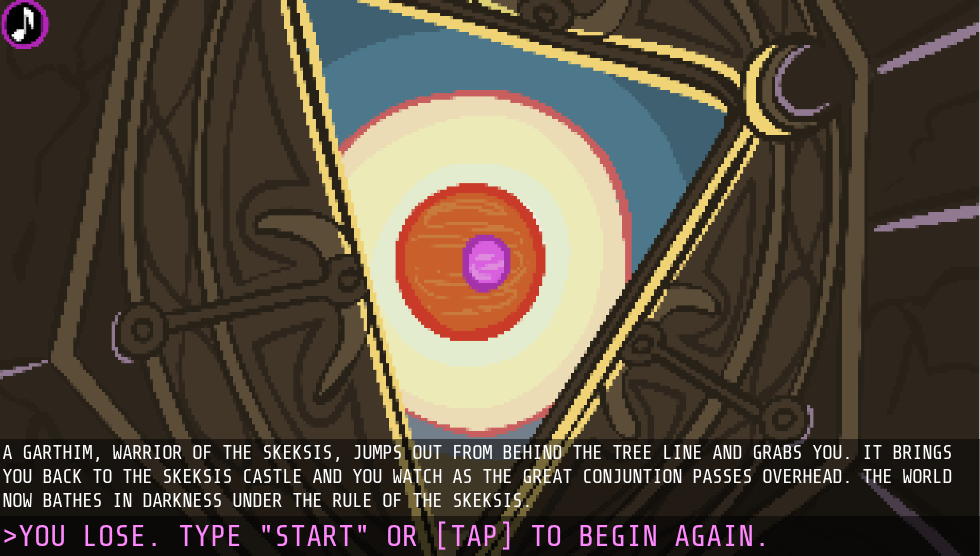 A GARTHIM, WARRIOR OF THE SKEKSIS, JUMPS OUT FROM BEHIND THE TREE LINE AND GRABS YOU. IT BRINGS
YOU BACK TO THE SKEKSIS CASTLE AND YOU WATCH AS THE GREAT CONJUNTION PASSES OVERHEAD. THE WORLD
NOW BATHES IN DARKNESS UNDER THE RULE OF THE SKEKSIS.
>YOU LOSE. TYPE "START" OR [TAP] TO BEGIN AGAIN.